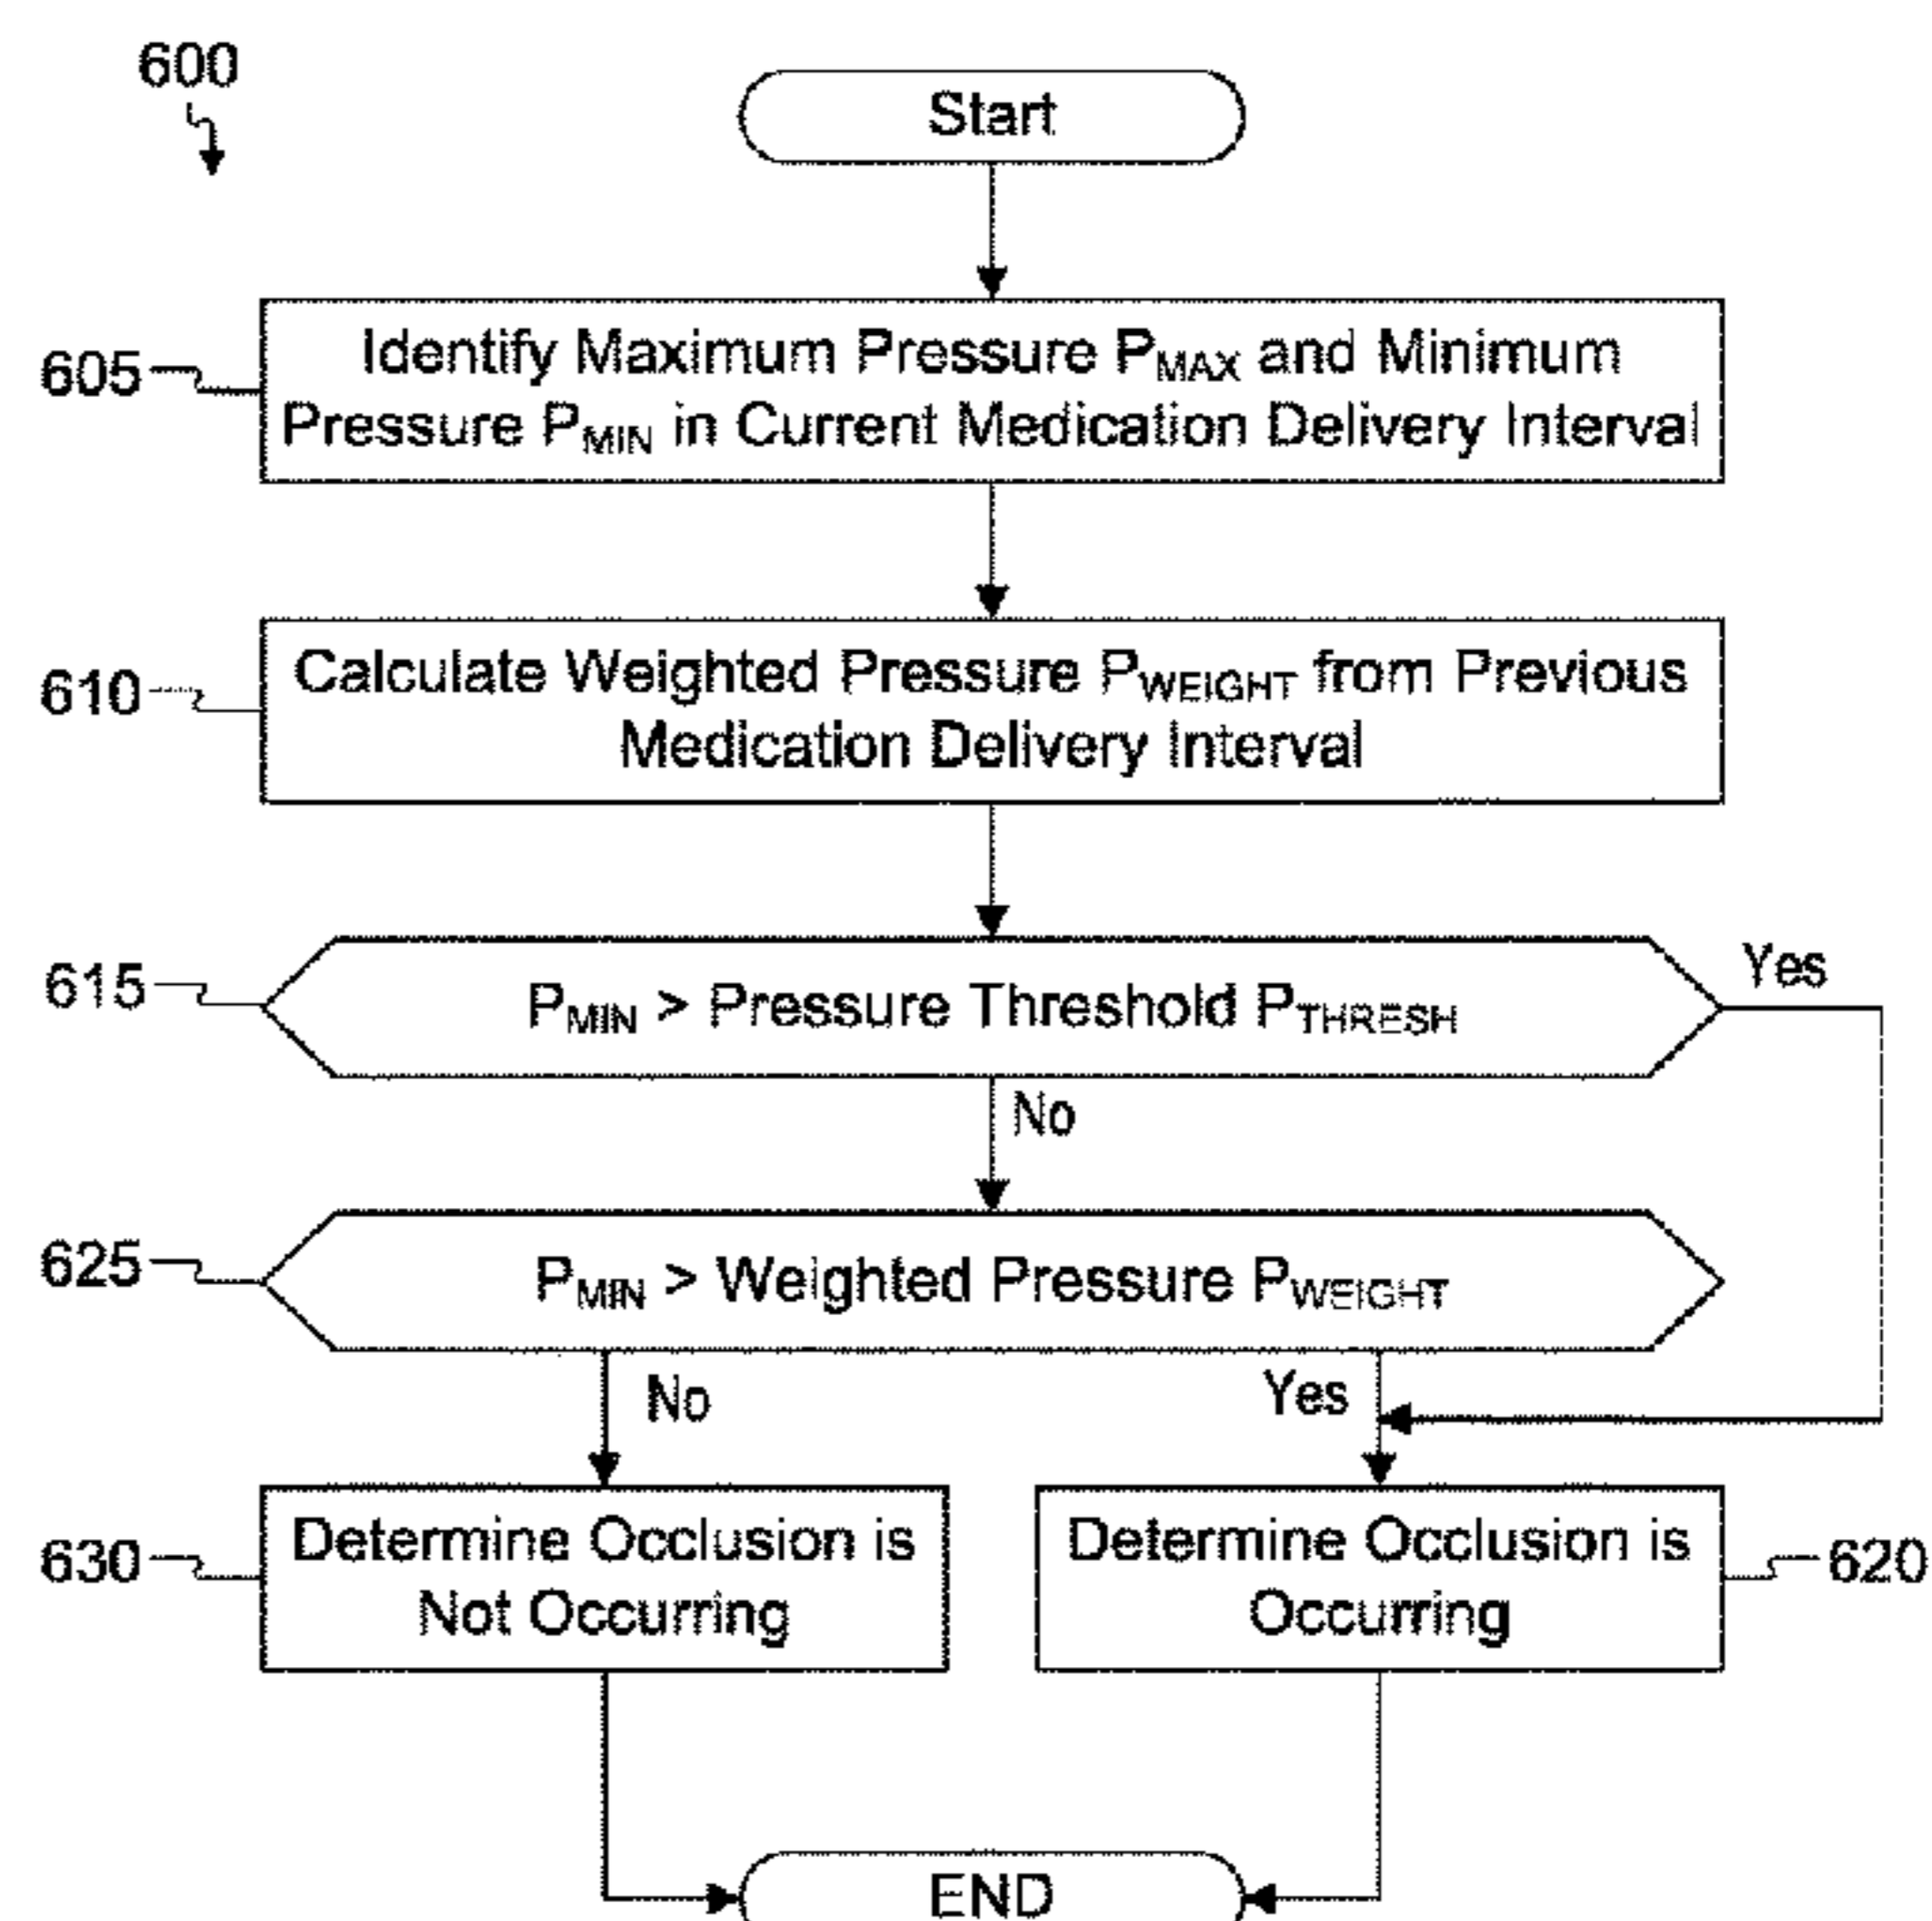 600
Start
605
Identify Maximum Pressure PMAX and Minimum
Pressure PMIN in Current Medication Delivery Interval
610
Calculate Weighted Pressure PWEIGHT from Previous
Medication Delivery Interval
615
PMIN > Pressure Threshold PTHRESH
Yes
No
625
PMIN > Weighted Pressure PWEIGHT
No
Yes
630
Determine Occlusion is
Not Occurring
Determine Occlusion is
Occurring
620
END